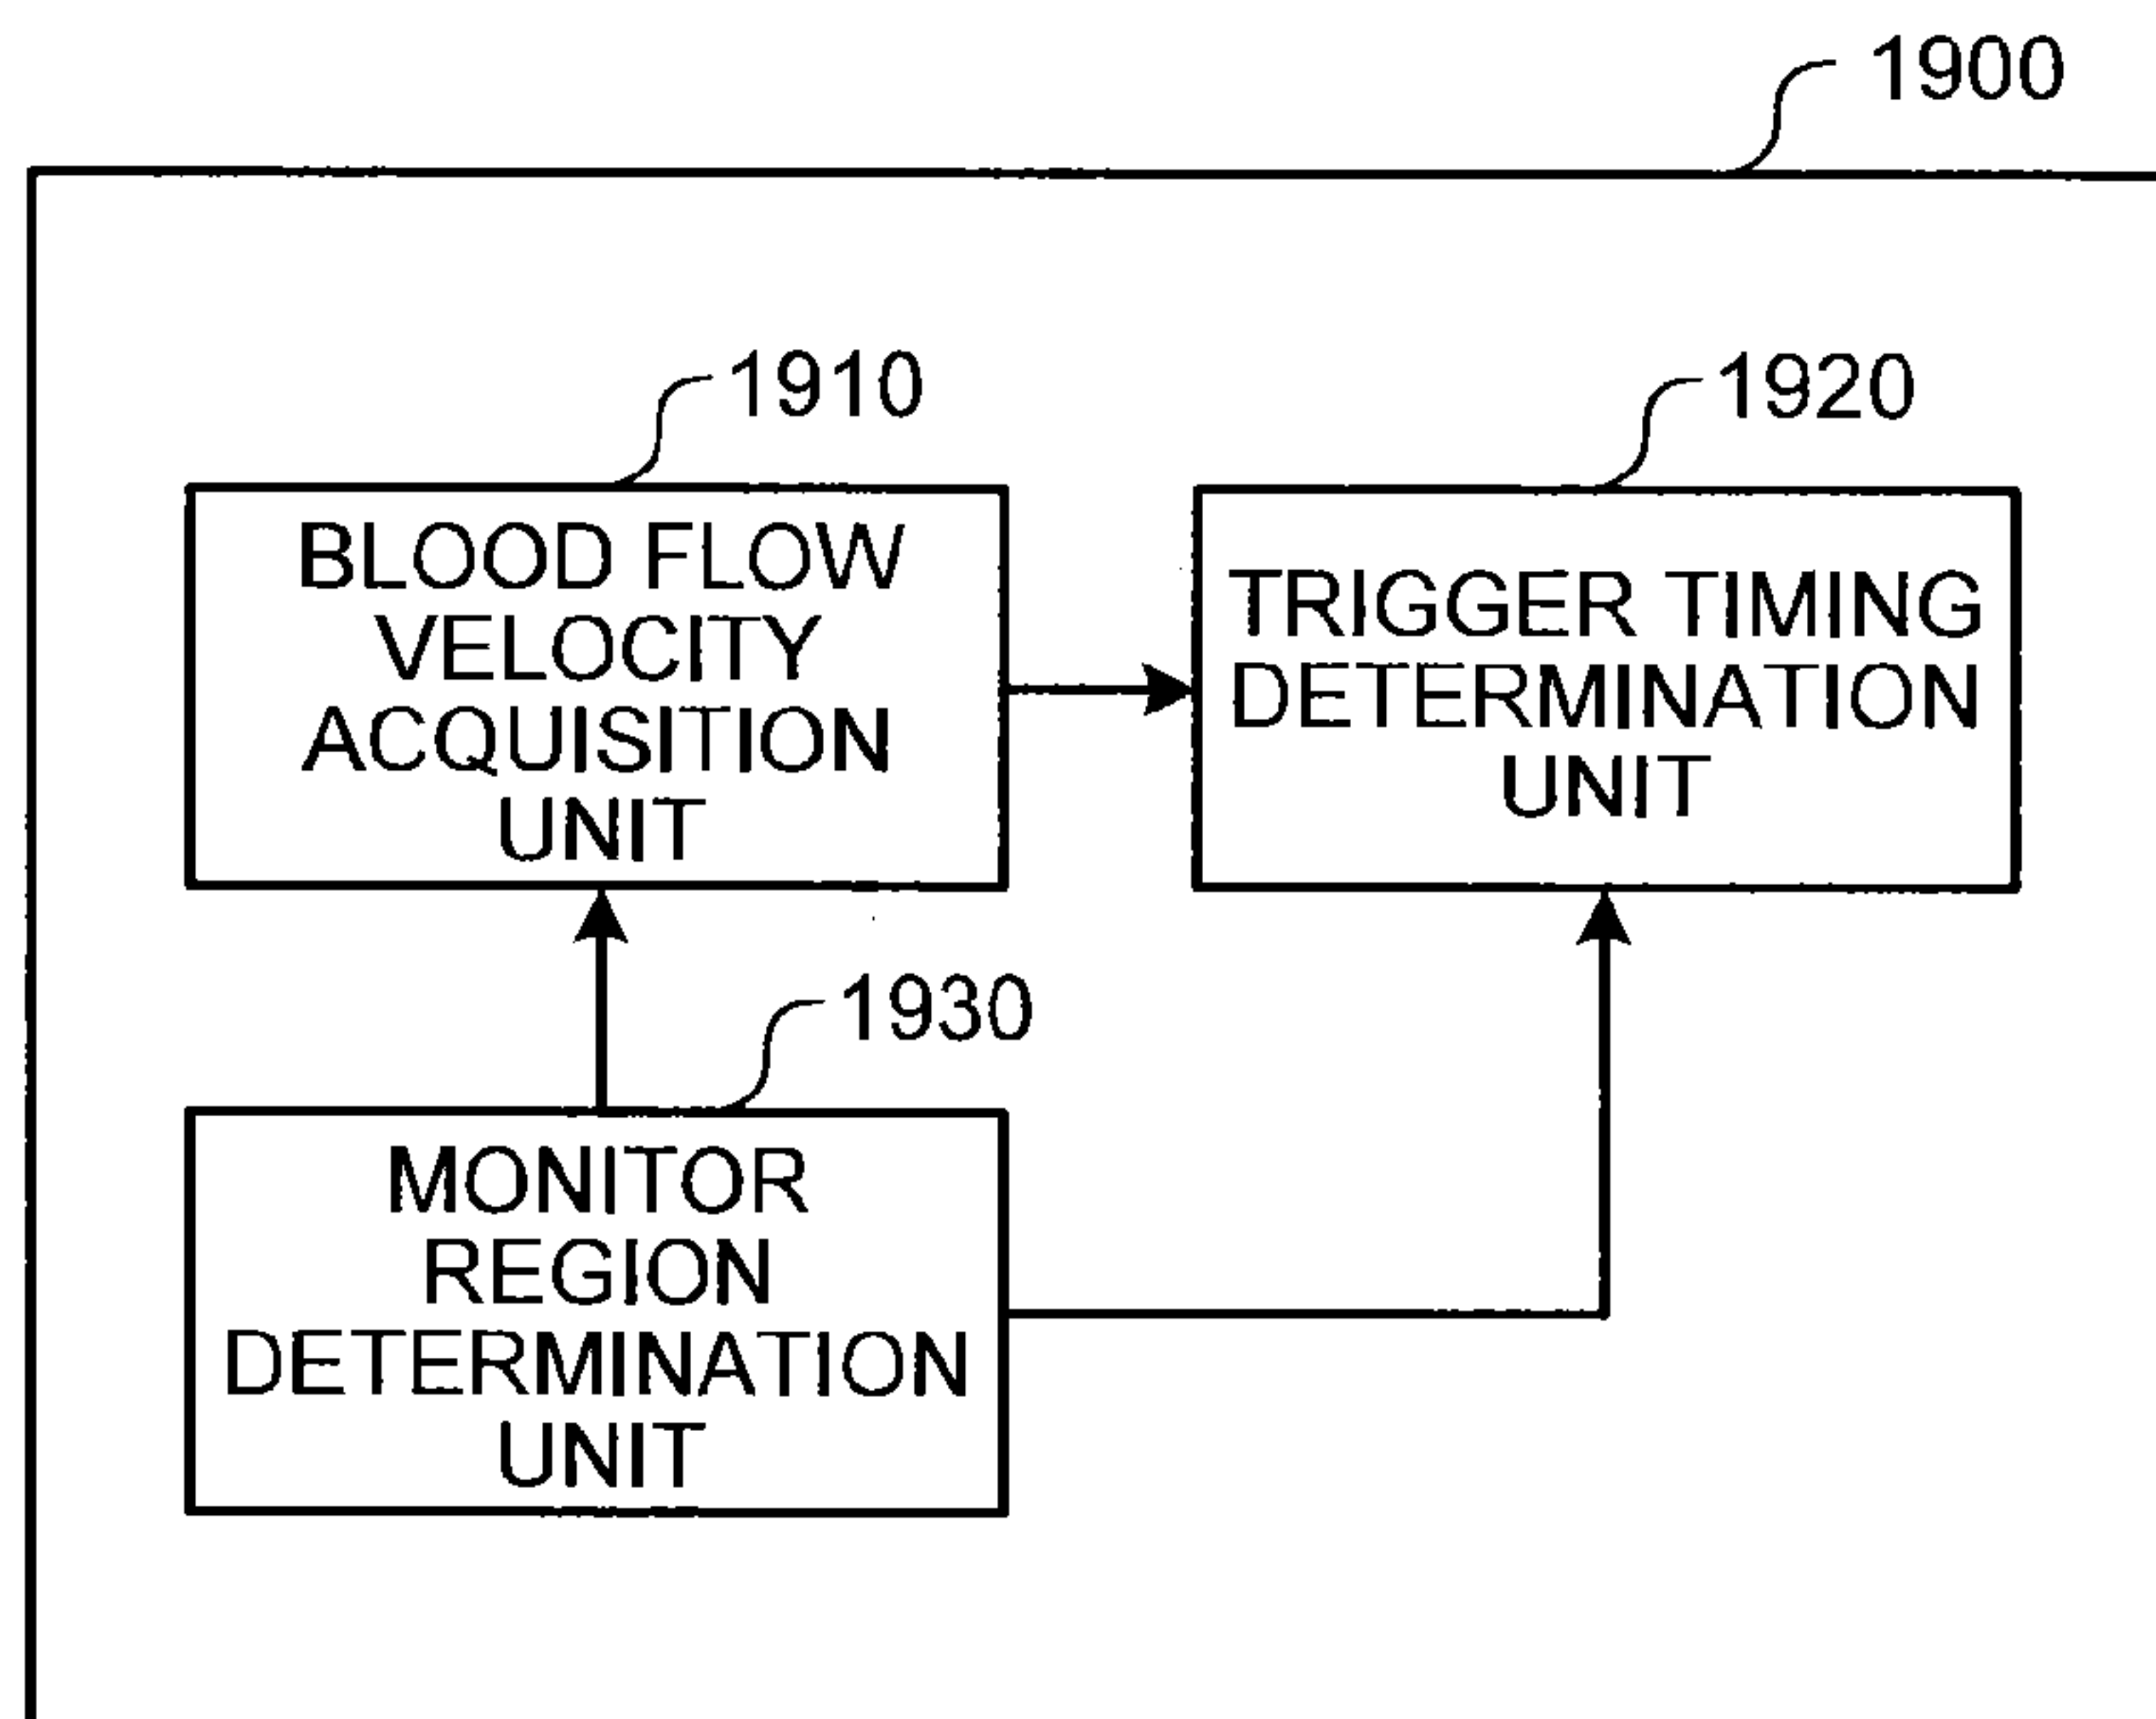 1900
1910
BLOOD FLOW
VELOCITY
ACQUISITION
UNIT
1920
TRIGGER TIMING
DETERMINATION
UNIT
1930
MONITOR
REGION
DETERMINATION
UNIT